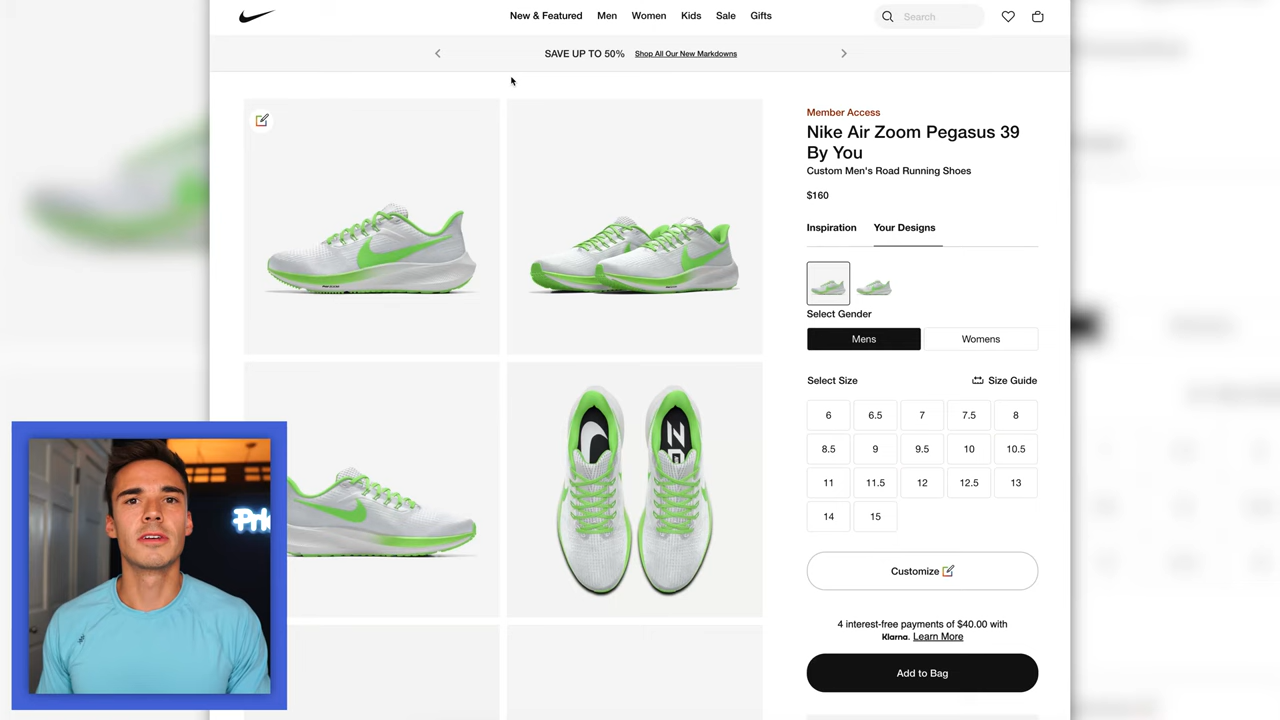 New & Featured
Men
Women
Kids
Sale
Gifts
Search
SAVE UP TO 50%
Shop All Our New Markdowns
Member Access
Nike Air Zoom Pegasus 39
By You
Custom Men's Road Running Shoes
$160
Inspiration
Your Designs
Select Gender
Mens
Womens
Select Size
Size Guide
6
6.5
7
7.5
8
8.5
9
9.5
10
10.5
11
11.5
12
12.5
13
14
15
Customize
4 interest-free payments of $40.00 with
Klarna. Learn More
Add to Bag